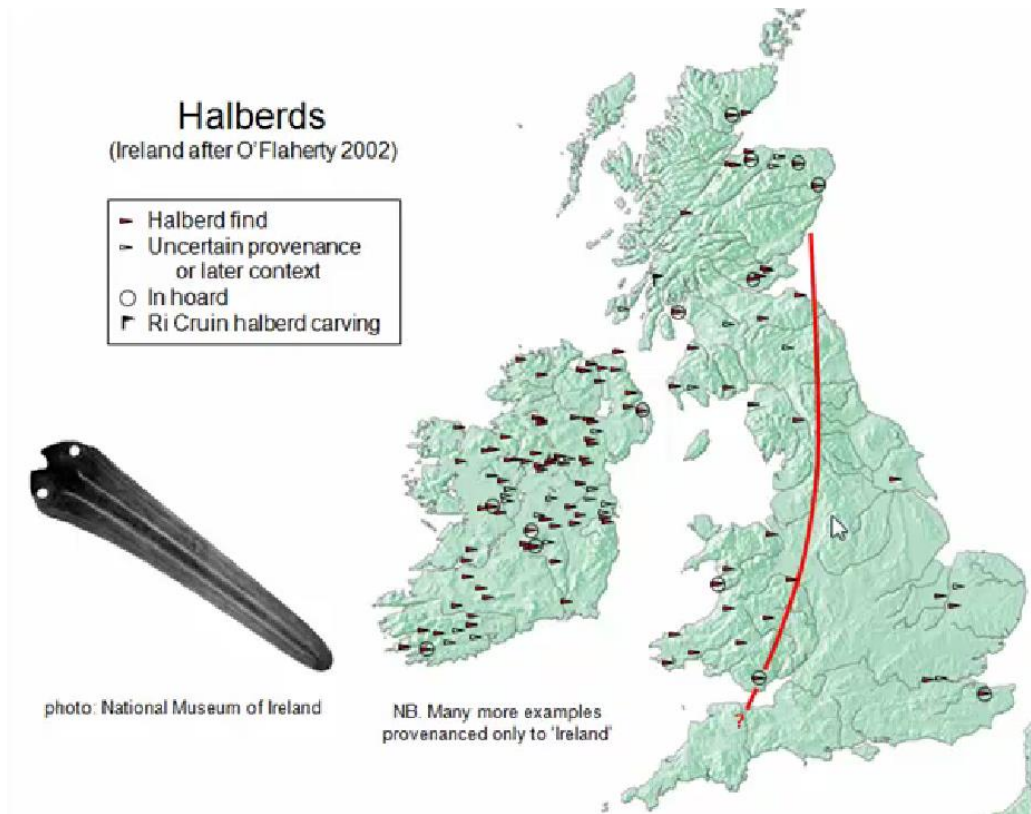 Halberds
(Ireland after O'Flaherty 2002)
Halberd find
Uncertain provenance
or later context
In hoard
Ri Cruin halberd carving
photo: National Museum of Ireland
NB. Many more examples
provenanced only to 'Ireland'
?